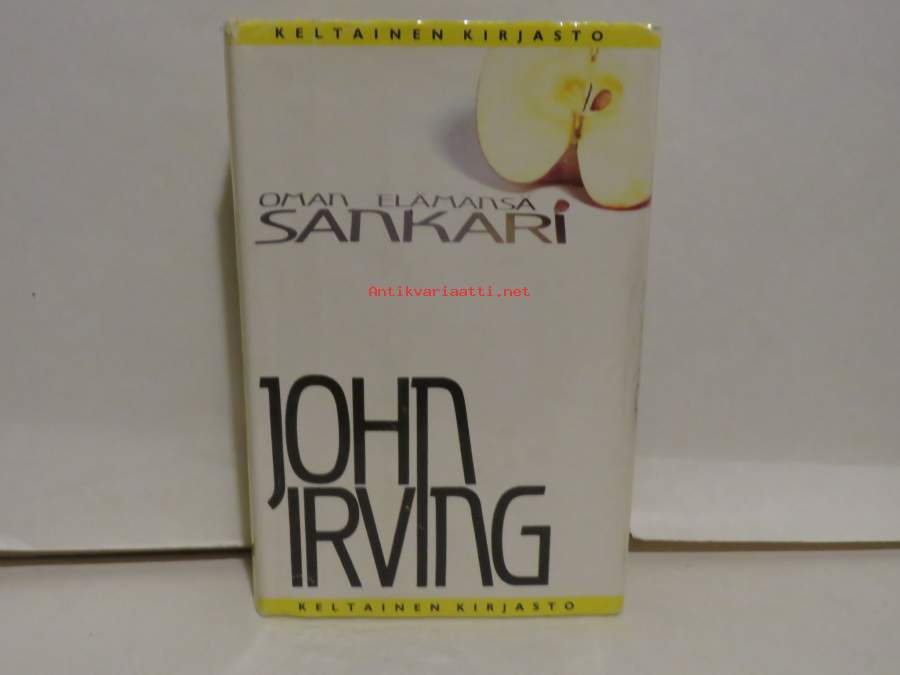 KELTAINEN KIRJASTO
OMAN ELÄMÄNSÄ
SANKARI
Antikvariaatti.net
JOHN
IRVING
KELTAINEN KIRJASTO